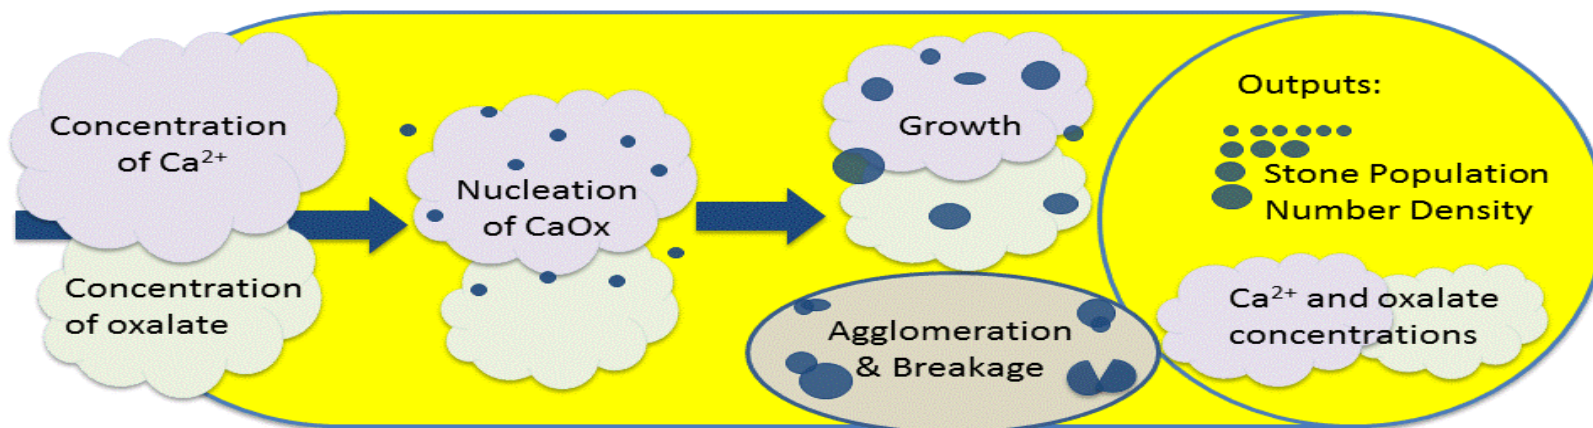 Concentration
of Ca²⁺
Concentration
of oxalate
Nucleation
of CaOx
Growth
Agglomeration
& Breakage
Outputs:
Stone Population
Number Density
Ca²⁺ and oxalate
concentrations